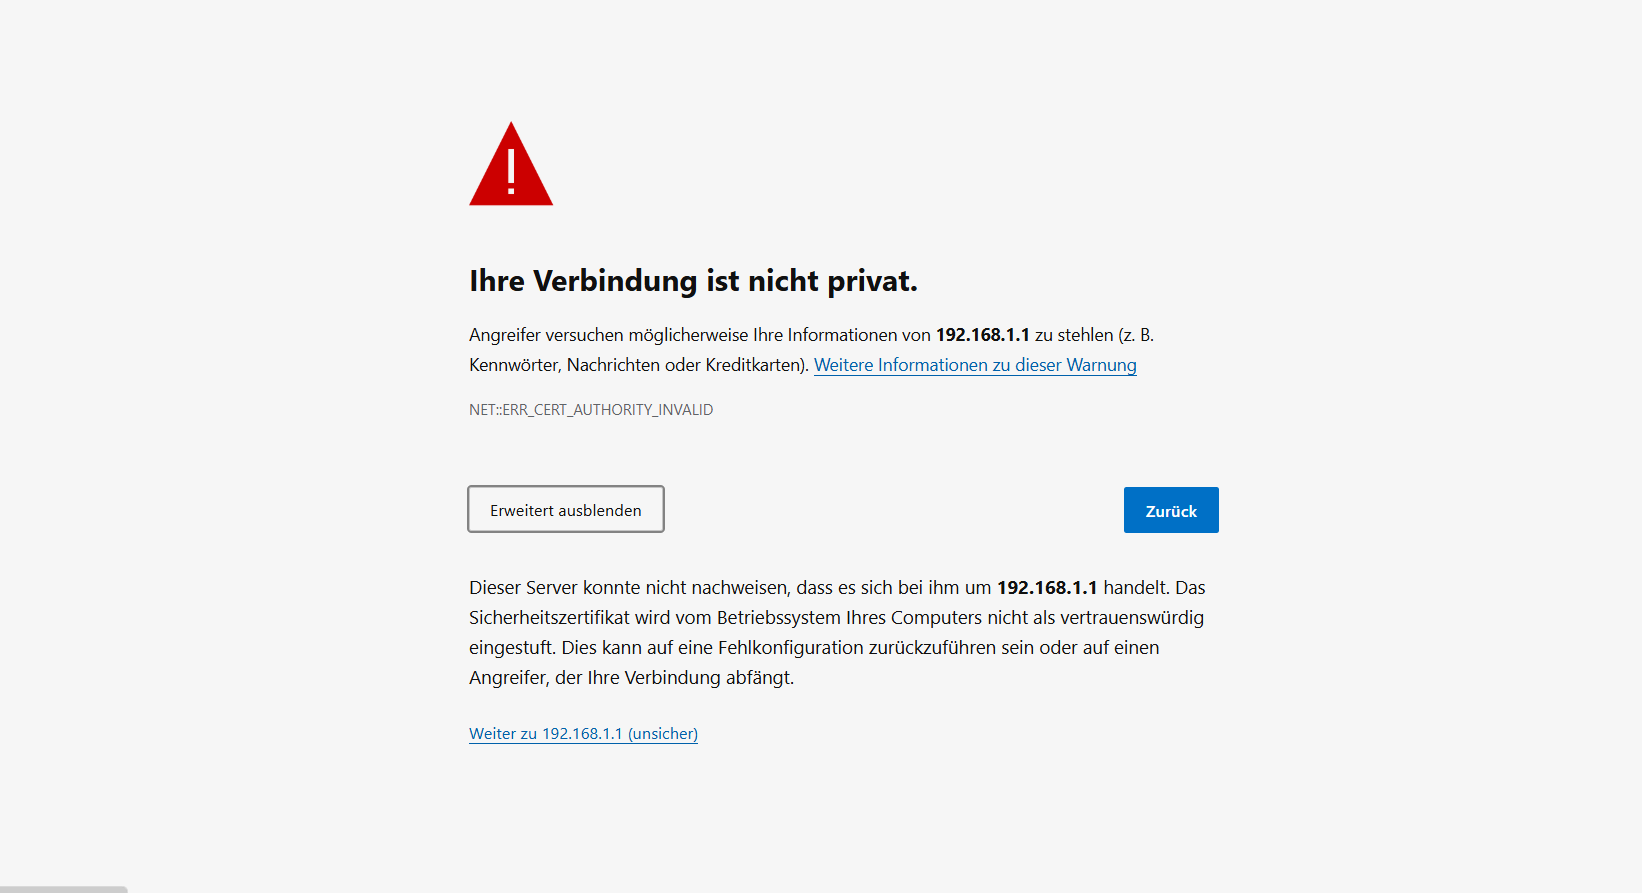 Ihre Verbindung ist nicht privat.
Angreifer versuchen möglicherweise Ihre Informationen von 192.168.1.1 zu stehlen (z. B.
Kennwörter, Nachrichten oder Kreditkarten). Weitere Informationen zu dieser Warnung
NET::ERR_CERT_AUTHORITY_INVALID
Erweitert ausblenden
Zurück
Dieser Server konnte nicht nachweisen, dass es sich bei ihm um 192.168.1.1 handelt. Das
Sicherheitszertifikat wird vom Betriebssystem Ihres Computers nicht als vertrauenswürdig
eingestuft. Dies kann auf eine Fehlkonfiguration zurückzuführen sein oder auf einen
Angreifer, der Ihre Verbindung abfängt.
Weiter zu 192.168.1.1 (unsicher)